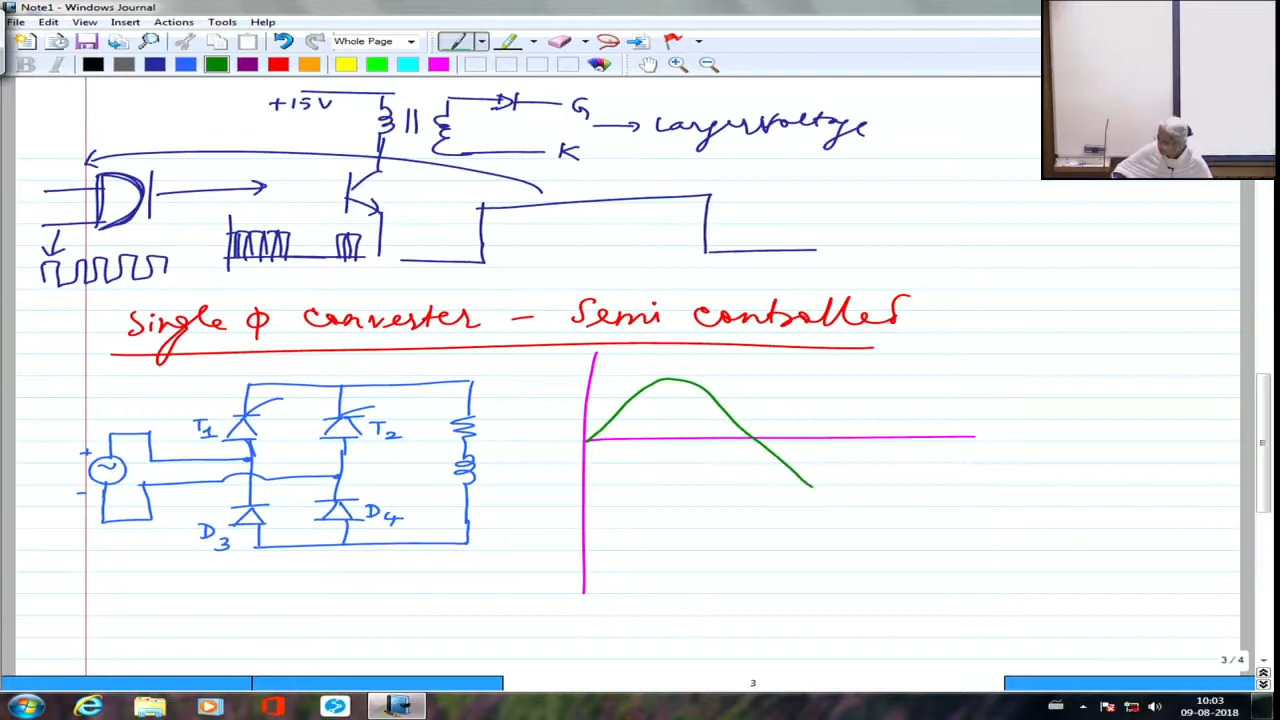 Note1 - Windows Journal
File Edit View Insert Actions Tools Help
Whole Page
B I
+15V
G
K
Larger voltage
Single φ converter - Semi controlled
T1
T2
+
-
D3
D4
3 / 4
3
10:03
09-08-2018